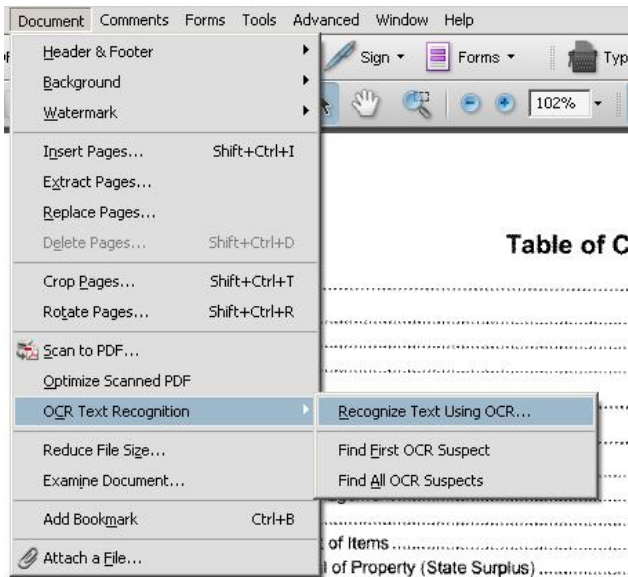 Document Comments Forms Tools Advanced Window Help
Header & Footer
Sign
Forms
Typ
Background
Watermark
102%
Insert Pages... Shift+Ctrl+I
Extract Pages...
Replace Pages...
Delete Pages... Shift+Ctrl+D
Table of C
Crop Pages... Shift+Ctrl+T
Rotate Pages... Shift+Ctrl+R
Scan to PDF...
Optimize Scanned PDF
OCR Text Recognition
Recognize Text Using OCR...
Reduce File Size...
Find First OCR Suspect
Examine Document...
Find All OCR Suspects
Add Bookmark Ctrl+B
of Items
Attach a File...
l of Property (State Surplus)